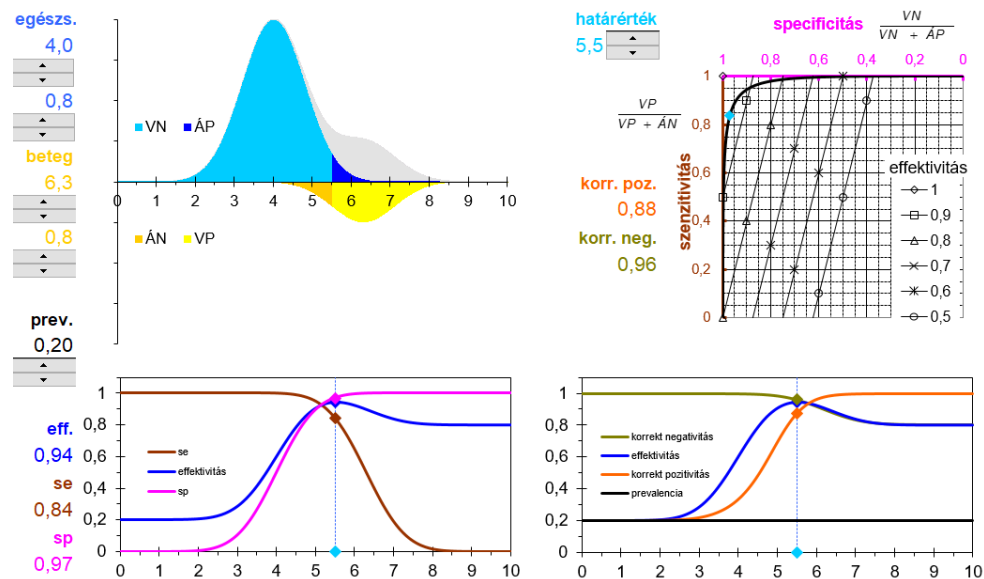 egészs.
4,0
0,8
beteg
6,3
0,8
prev.
0,20
eff.
0,94
se
0,84
sp
0,97
VN ÁP
0 1 2 3 4 5 6 7 8 9 10
ÁN VP
határérték
5,5
specificitás VN
VN + ÁP
1 0,8 0,6 0,4 0
VP
VP + ÁN
szenzitivitás
1
0,8
0,6
0,4
0,2
0
korr. poz.
0,88
korr. neg.
0,96
effektivitás
1
0,9
0,8
0,7
0,6
0,5
1
0,8
0,6
0,4
0,2
0
se
effektivitás
sp
0 1 2 3 4 5 6 7 8 9 10
1
0,8
0,6
0,4
0,2
0
korrekt negativitás
effektivitás
korrekt pozitivitás
prevalencia
0 1 2 3 4 5 6 7 8 9 10